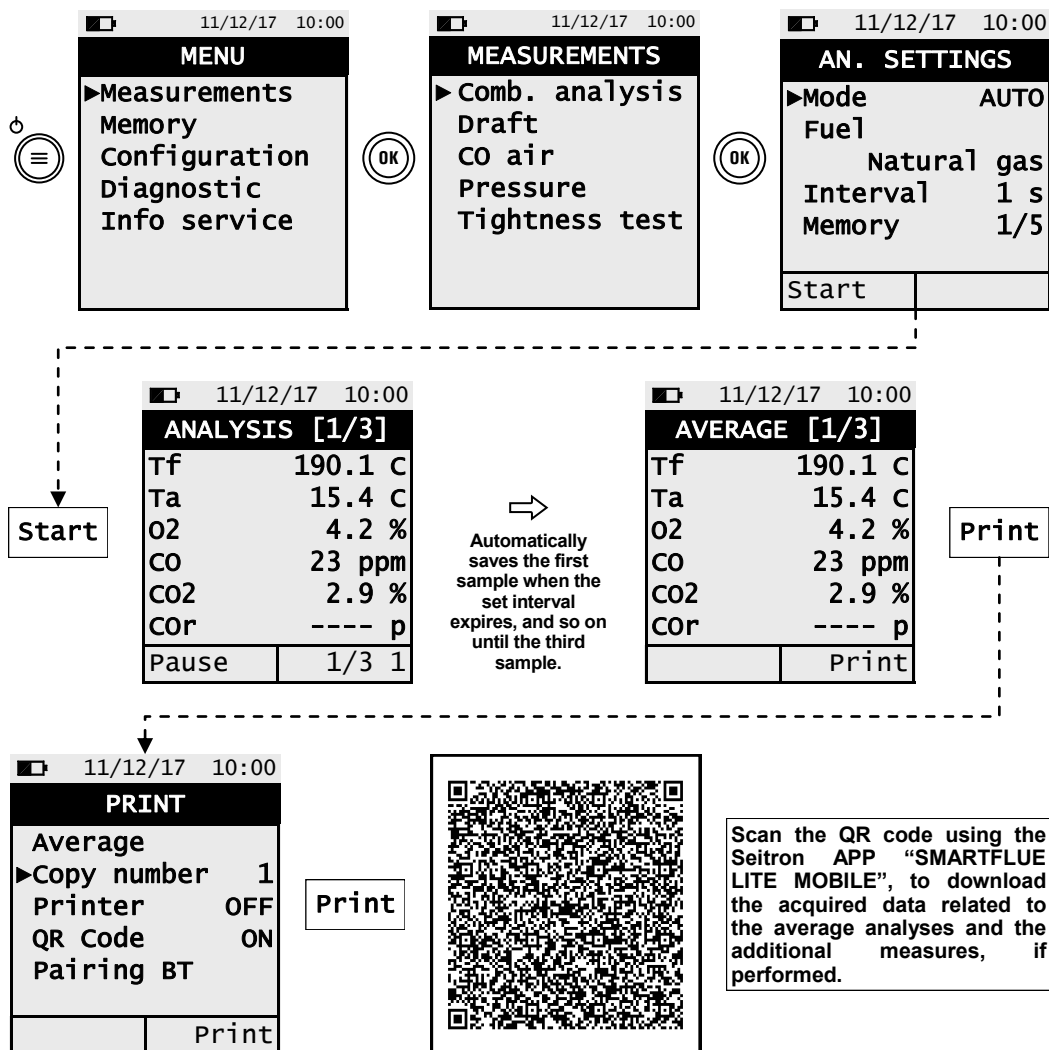 11/12/17 10:00
MENU
▶Measurements
Memory
Configuration
Diagnostic
Info service
OK
11/12/17 10:00
MEASUREMENTS
▶ Comb. analysis
Draft
CO air
Pressure
Tightness test
OK
11/12/17 10:00
AN. SETTINGS
▶Mode AUTO
Fuel
Natural gas
Interval 1 s
Memory 1/5
Start
Start
11/12/17 10:00
ANALYSIS [1/3]
Tf 190.1 C
Ta 15.4 C
O2 4.2 %
CO 23 ppm
CO2 2.9 %
COr ---- p
Pause 1/3 1
Automatically
saves the first
sample when the
set interval
expires, and so on
until the third
sample.
11/12/17 10:00
AVERAGE [1/3]
Tf 190.1 C
Ta 15.4 C
O2 4.2 %
CO 23 ppm
CO2 2.9 %
COr ---- p
Print
Print
11/12/17 10:00
PRINT
Average
▶Copy number 1
Printer OFF
QR Code ON
Pairing BT
Print
Print
Scan the QR code using the
Seitron APP “SMARTFLUE
LITE MOBILE”, to download
the acquired data related to
the average analyses and the
additional measures, if
performed.